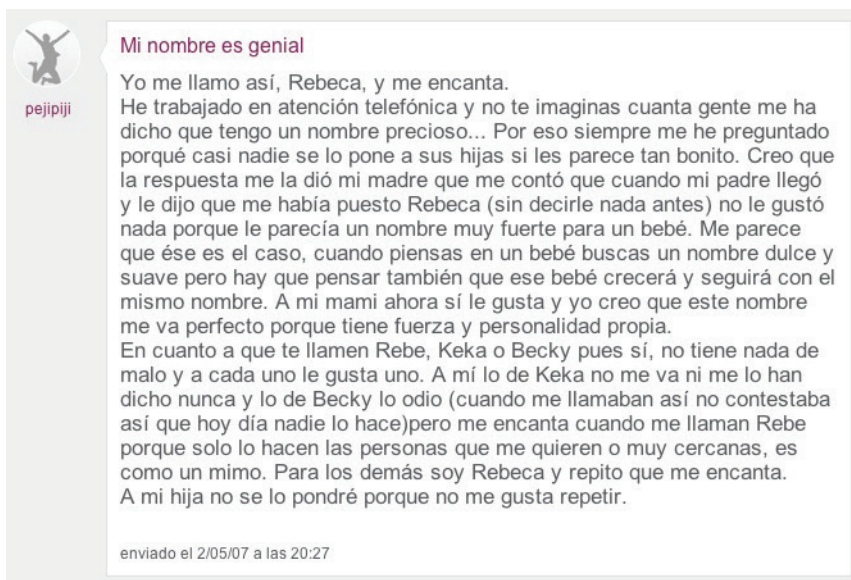 Mi nombre es genial
pejipiji
Yo me llamo así, Rebeca, y me encanta.
He trabajado en atención telefónica y no te imaginas cuanta gente me ha
dicho que tengo un nombre precioso... Por eso siempre me he preguntado
porqué casi nadie se lo pone a sus hijas si les parece tan bonito. Creo que
la respuesta me la dió mi madre que me contó que cuando mi padre llegó
y le dijo que me había puesto Rebeca (sin decirle nada antes) no le gustó
nada porque le parecía un nombre muy fuerte para un bebé. Me parece
que ése es el caso, cuando piensas en un bebé buscas un nombre dulce y
suave pero hay que pensar también que ese bebé crecerá y seguirá con el
mismo nombre. A mi mami ahora sí le gusta y yo creo que este nombre
me va perfecto porque tiene fuerza y personalidad propia.
En cuanto a que te llamen Rebe, Keka o Becky pues sí, no tiene nada de
malo y a cada uno le gusta uno. A mí lo de Keka no me va ni me lo han
dicho nunca y lo de Becky lo odio (cuando me llamaban así no contestaba
así que hoy día nadie lo hace)pero me encanta cuando me llaman Rebe
porque solo lo hacen las personas que me quieren o muy cercanas, es
como un mimo. Para los demás soy Rebeca y repito que me encanta.
A mi hija no se lo pondré porque no me gusta repetir.
enviado el 2/05/07 a las 20:27